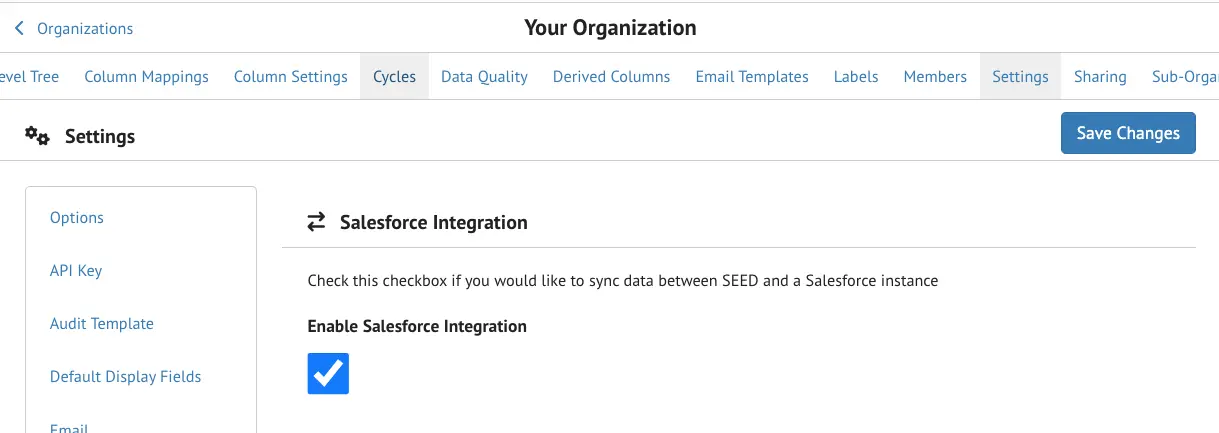 Organizations
Your Organization
evel Tree Column Mappings Column Settings Cycles Data Quality Derived Columns Email Templates Labels Members Settings Sharing Sub-Orga
Settings
Save Changes
Options
API Key
Audit Template
Default Display Fields
Email
Salesforce Integration
Check this checkbox if you would like to sync data between SEED and a Salesforce instance
Enable Salesforce Integration